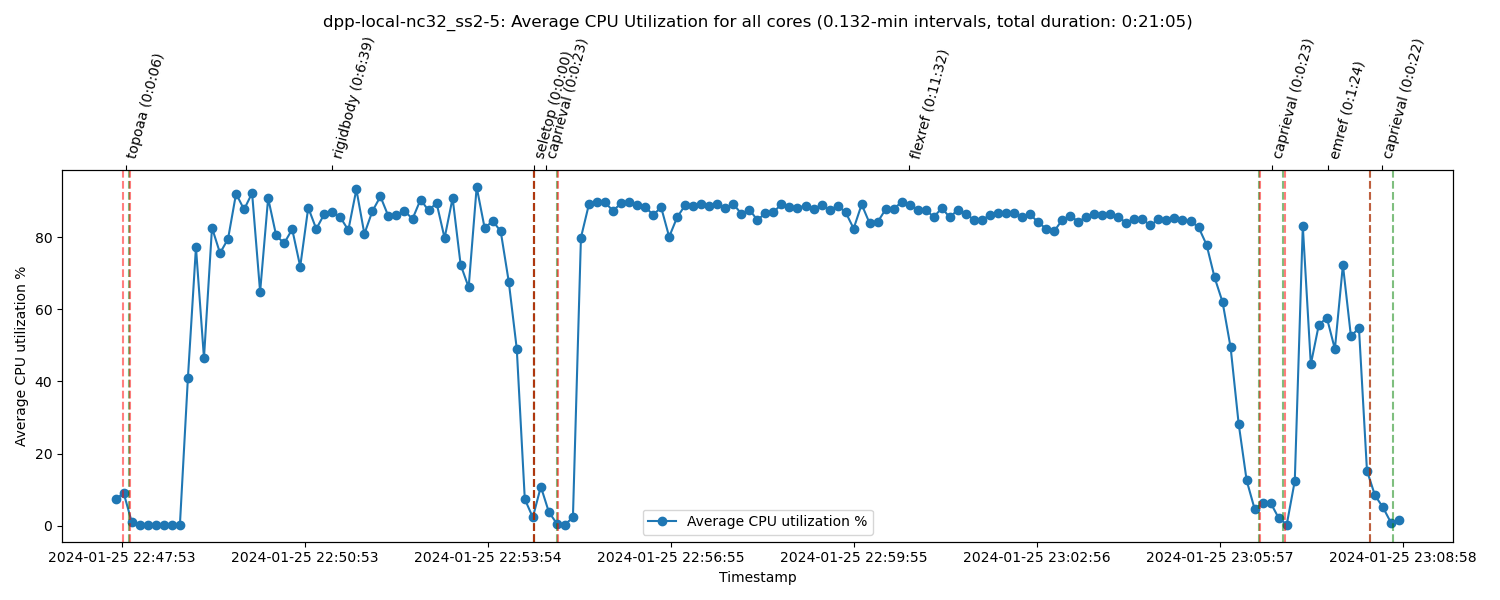 dpp-local-nc32_ss2-5: Average CPU Utilization for all cores (0.132-min intervals, total duration: 0:21:05)
topoaa (0:0:06)
rigidbody (0:6:39)
seletop (0:0:00)
caprieval (0:0:23)
flexref (0:11:32)
caprieval (0:0:23)
emref (0:1:24)
caprieval (0:0:22)
Average CPU utilization %
80
60
40
20
0
Average CPU utilization %
2024-01-25 22:47:53
2024-01-25 22:50:53
2024-01-25 22:53:54
2024-01-25 22:56:55
2024-01-25 22:59:55
2024-01-25 23:02:56
2024-01-25 23:05:57
2024-01-25 23:08:58
Timestamp